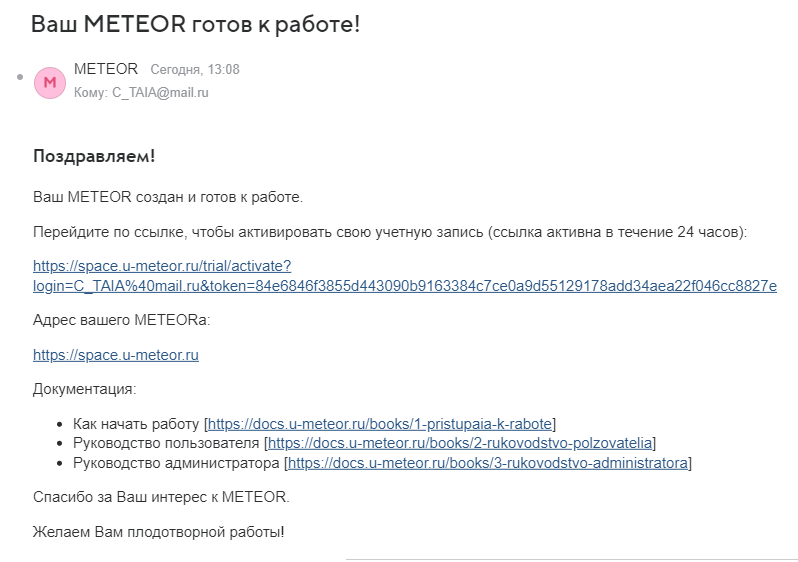 Ваш METEOR готов к работе!
METEOR Сегодня, 13:08
M
Кому: C_TAIA@mail.ru
Поздравляем!
Ваш METEOR создан и готов к работе.
Перейдите по ссылке, чтобы активировать свою учетную запись (ссылка активна в течение 24 часов):
https://space.u-meteor.ru/trial/activate?
login=C_TAIA%40mail.ru&token=84e6846f3855d443090b9163384c7ce0a9d55129178add34aea22f046cc8827e
Адрес вашего METEORа:
https://space.u-meteor.ru
Документация:
• Как начать работу [https://docs.u-meteor.ru/books/1-pristupaia-k-rabote]
• Руководство пользователя [https://docs.u-meteor.ru/books/2-rukovodstvo-polzovatelia]
• Руководство администратора [https://docs.u-meteor.ru/books/3-rukovodstvo-administratora]
Спасибо за Ваш интерес к METEOR.
Желаем Вам плодотворной работы!